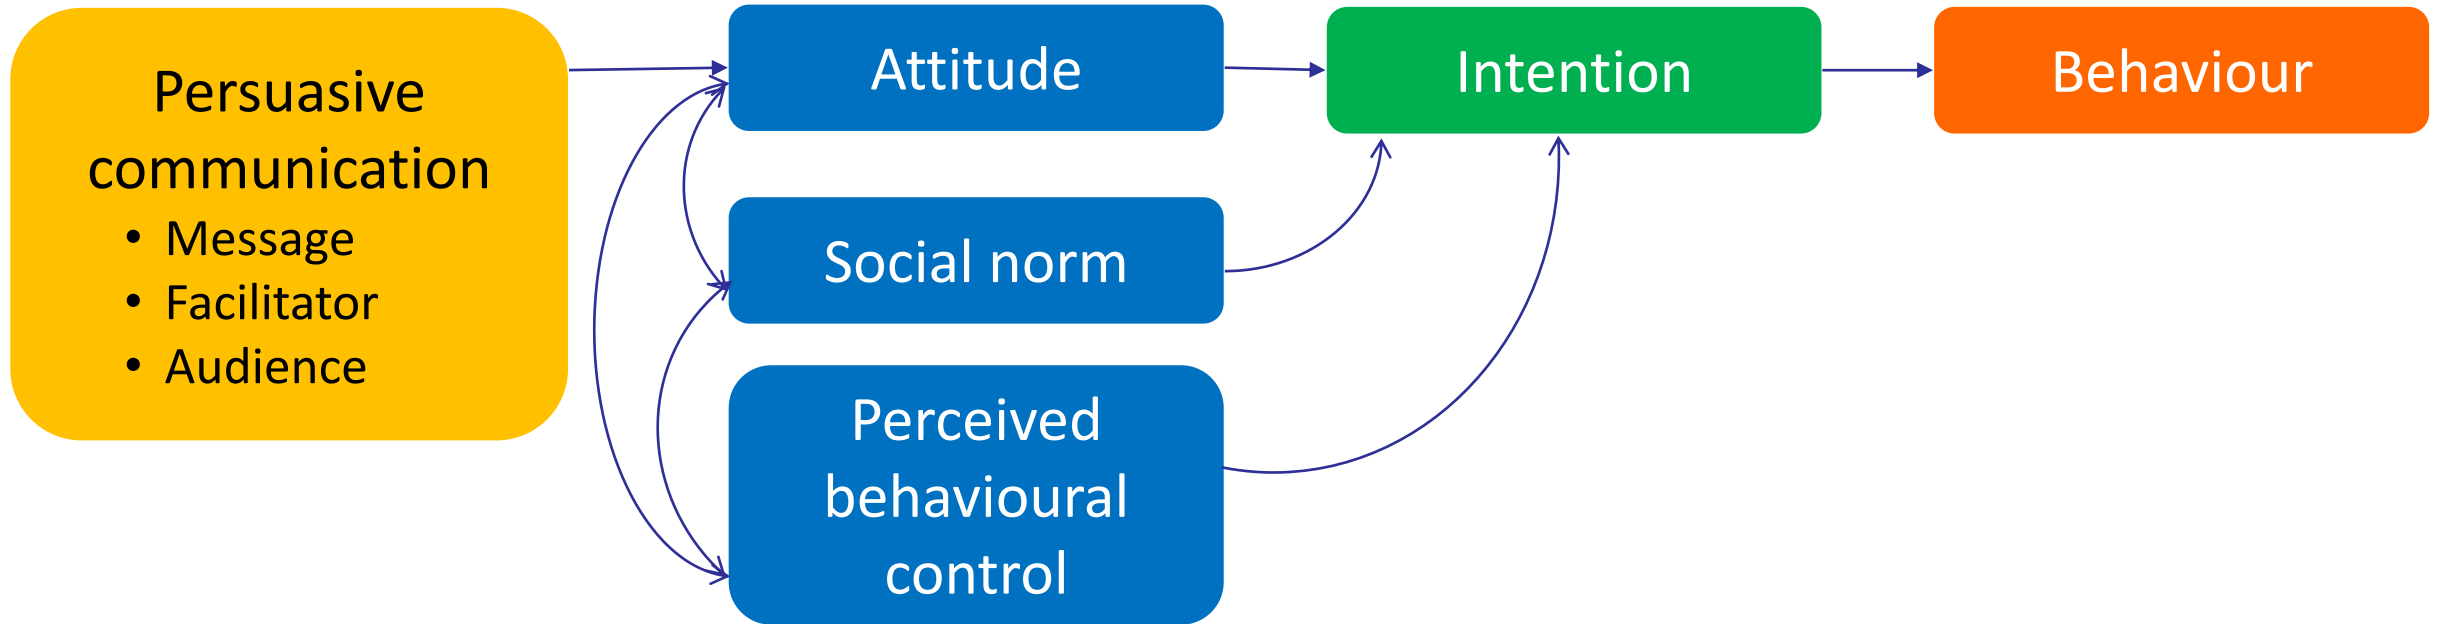 Persuasive
communication
• Message
• Facilitator
• Audience
Attitude
Social norm
Perceived
behavioural
control
Intention
Behaviour